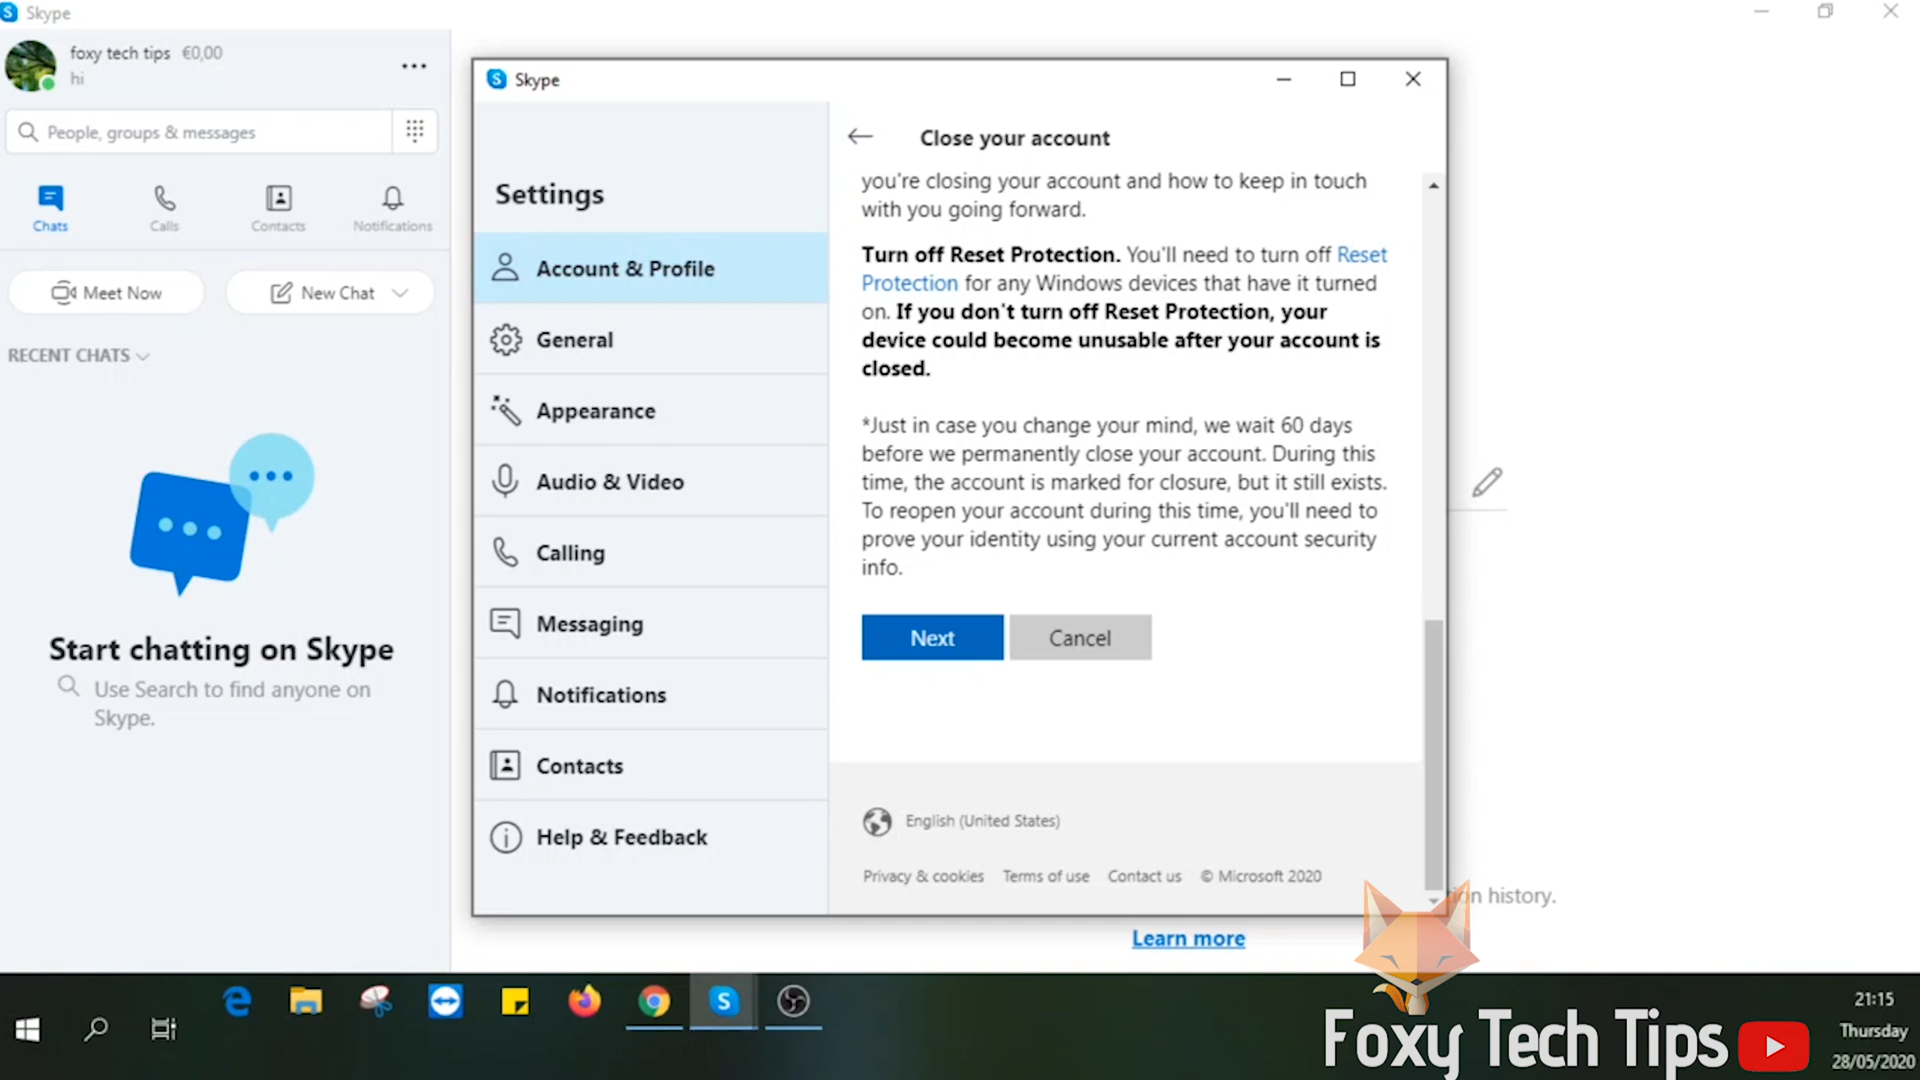 Skype
foxy tech tips €0,00
hi
People, groups & messages
Chats
Calls
Contacts
Notifications
Meet Now
New Chat
RECENT CHATS
Start chatting on Skype
Use Search to find anyone on
Skype.
Skype
Settings
Account & Profile
General
Appearance
Audio & Video
Calling
Messaging
Notifications
Contacts
Help & Feedback
Close your account
you're closing your account and how to keep in touch
with you going forward.
Turn off Reset Protection. You'll need to turn off Reset
Protection for any Windows devices that have it turned
on. If you don't turn off Reset Protection, your
device could become unusable after your account is
closed.
*Just in case you change your mind, we wait 60 days
before we permanently close your account. During this
time, the account is marked for closure, but it still exists.
To reopen your account during this time, you'll need to
prove your identity using your current account security
info.
Next
Cancel
English (United States)
Privacy & cookies Terms of use Contact us © Microsoft 2020
history.
Learn more
Foxy Tech Tips
21:15
Thursday
28/05/2020